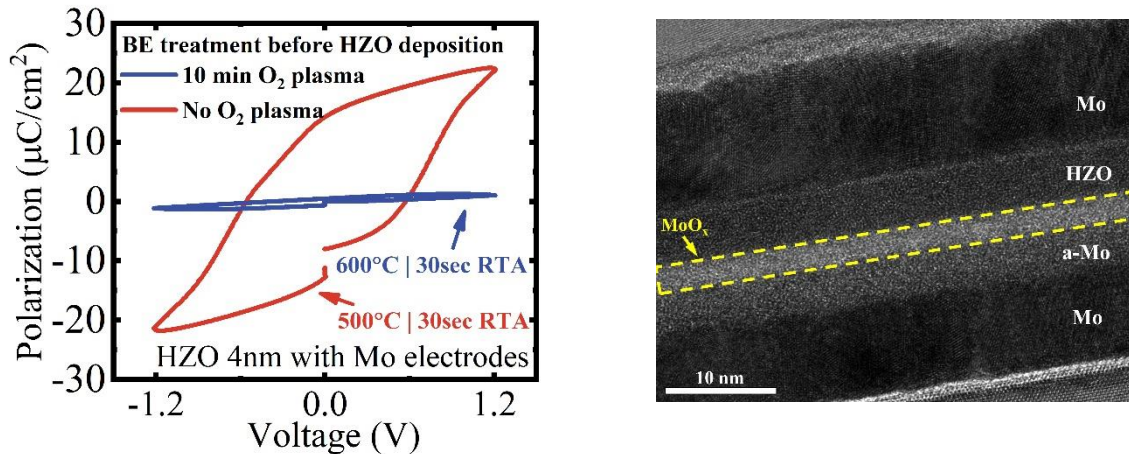 BE treatment before HZO deposition
10 min O₂ plasma
No O₂ plasma
30
20
10
0
-10
-20
-30
Polarization (µC/cm²)
600°C | 30sec RTA
500°C | 30sec RTA
HZO 4nm with Mo electrodes
-1.2
0.0
1.2
Voltage (V)
Mo
HZO
MoOₓ
a-Mo
Mo
10 nm